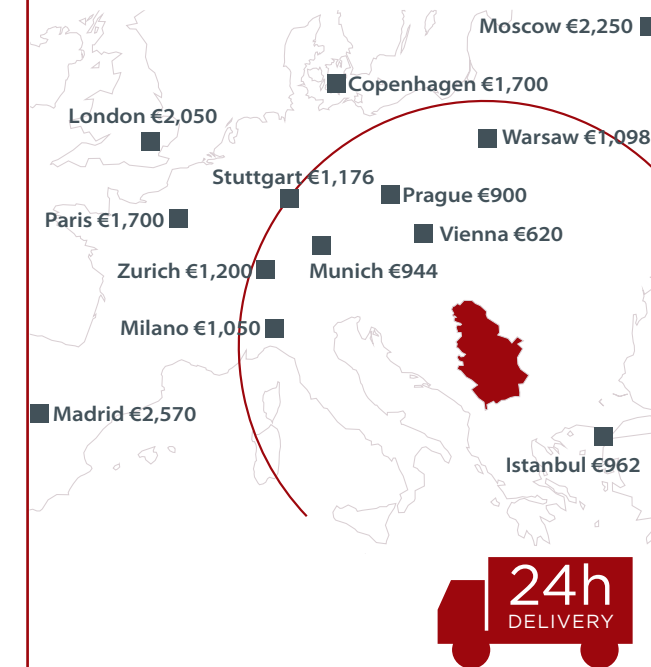 Moscow €2,250
Copenhagen €1,700
London €2,050
Warsaw €1,098
Stuttgart €1,176
Prague €900
Paris €1,700
Vienna €620
Zurich €1,200
Munich €944
Milano €1,050
Madrid €2,570
Istanbul €962
24h
DELIVERY